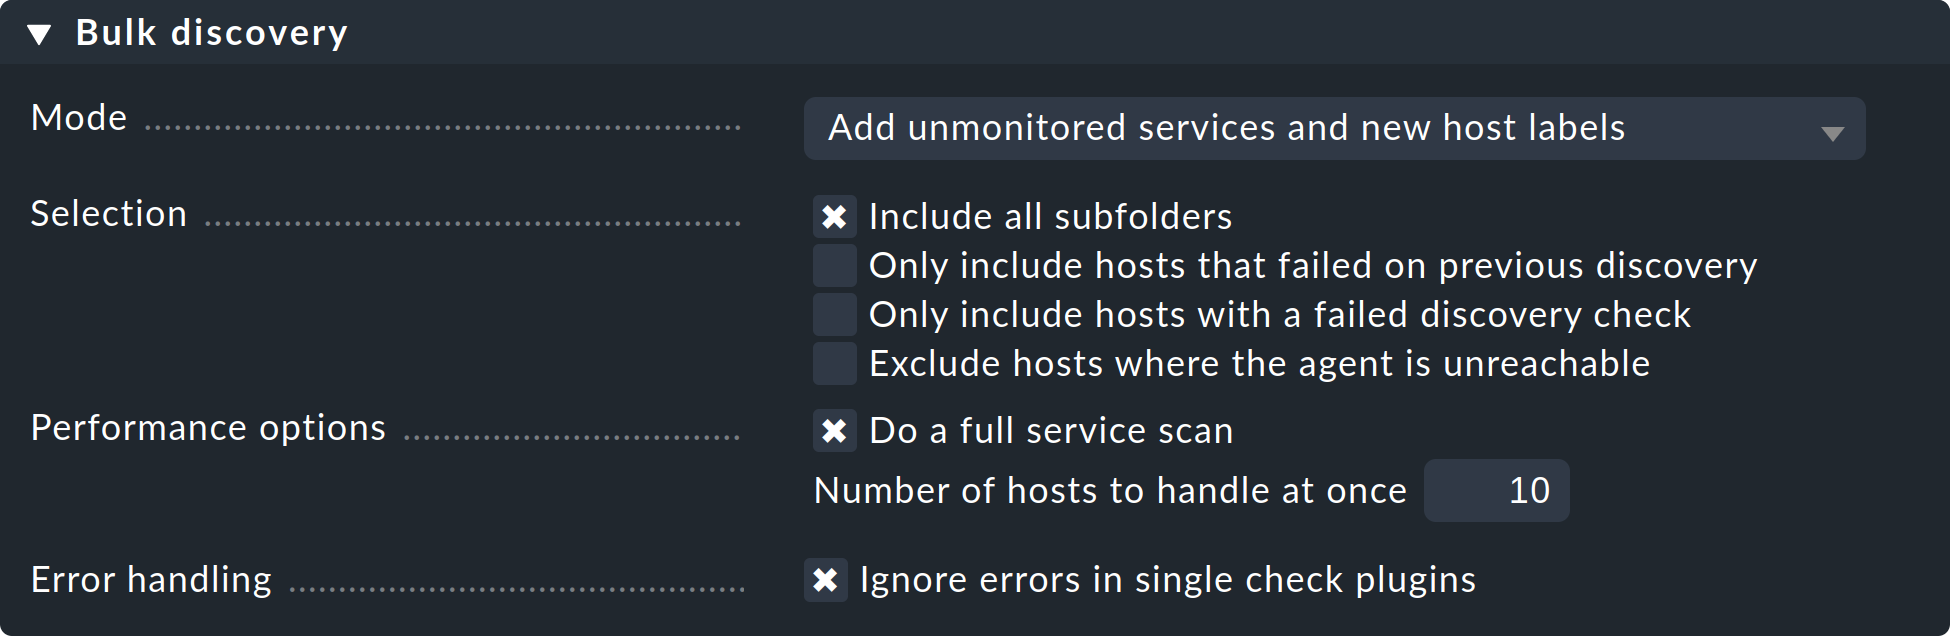 Bulk discovery
Mode
Add unmonitored services and new host labels
Selection
Include all subfolders
Only include hosts that failed on previous discovery
Only include hosts with a failed discovery check
Exclude hosts where the agent is unreachable
Performance options
Do a full service scan
Number of hosts to handle at once 10
Error handling
Ignore errors in single check plugins